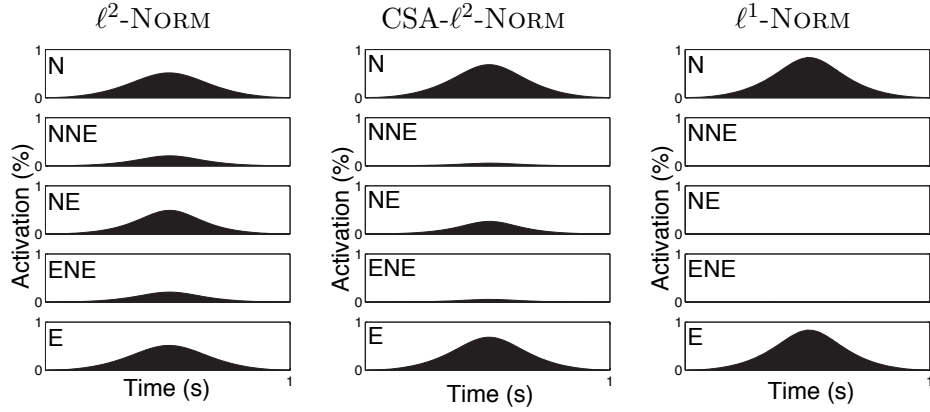 ℓ²-NORM
CSA-ℓ²-NORM
ℓ¹-NORM
Activation (%)
1
0
N
1
0
NNE
1
0
NE
1
0
ENE
1
0
E
Time (s)
1
Activation (%)
1
0
N
1
0
NNE
1
0
NE
1
0
ENE
1
0
E
Time (s)
1
Activation (%)
1
0
N
1
0
NNE
1
0
NE
1
0
ENE
1
0
E
Time (s)
1